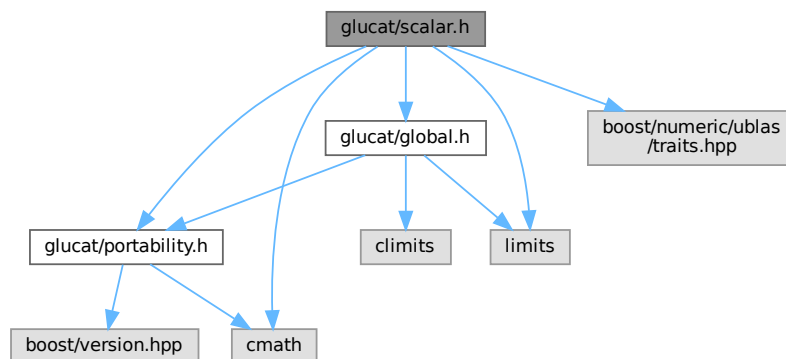 glucat/scalar.h
glucat/global.h
boost/numeric/ublas
/traits.hpp
glucat/portability.h
climits
limits
boost/version.hpp
cmath